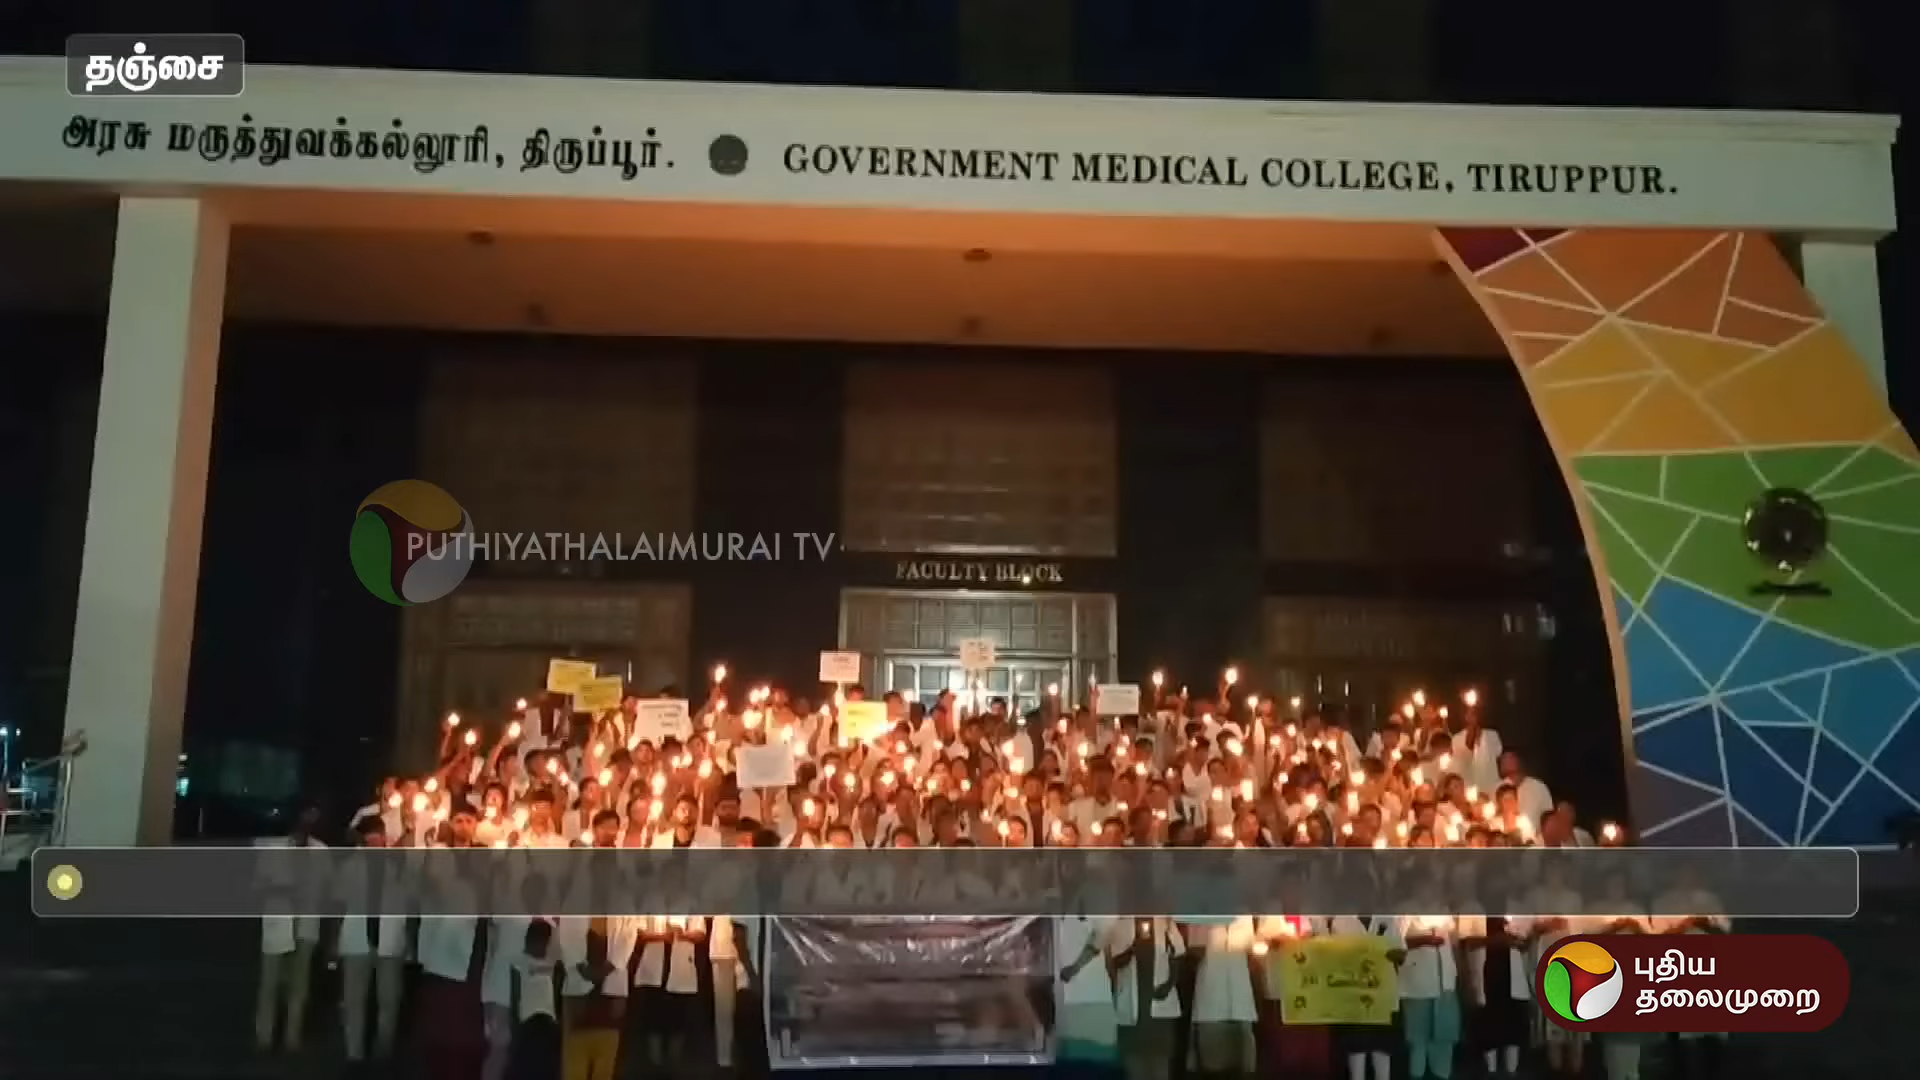 தஞ்சை
அரசு மருத்துவக்கல்லூரி, திருப்பூர். GOVERNMENT MEDICAL COLLEGE, TIRUPPUR.
PUTHIYATHALAIMURAI TV
FACULTY BLOCK
புதிய
தலைமுறை